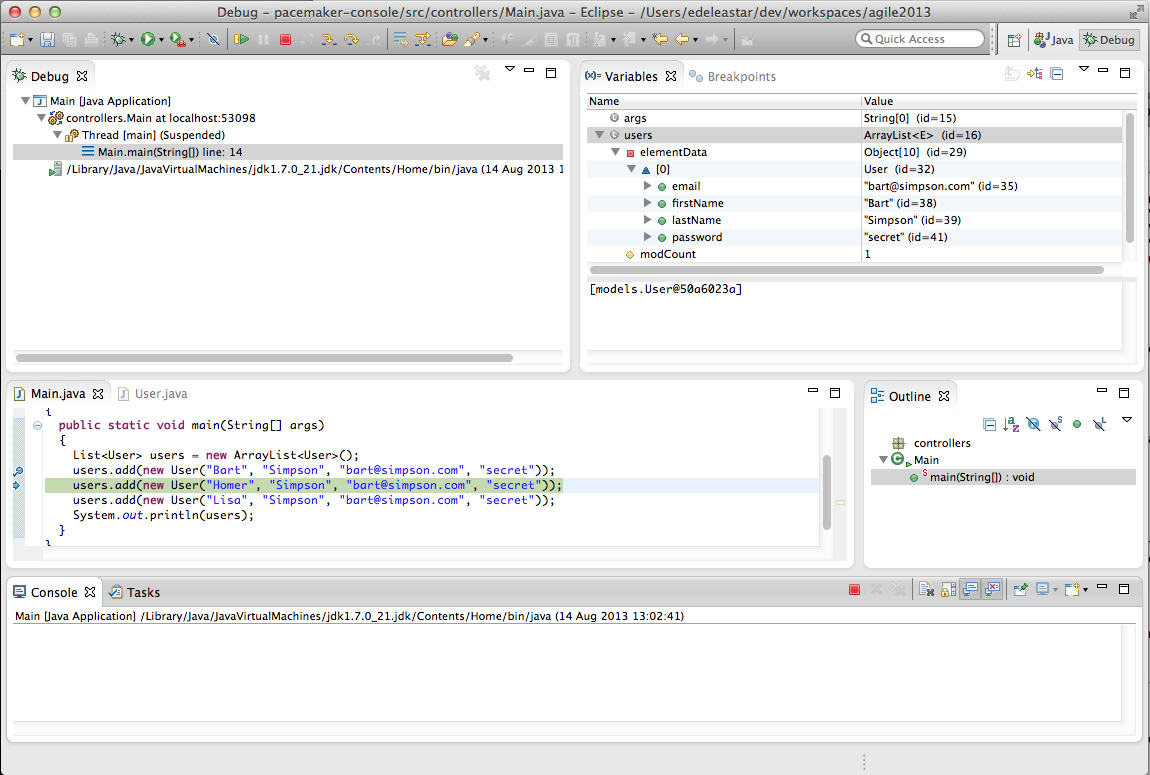 Debug – pacemaker-console/src/controllers/Main.java – Eclipse – /Users/edeleastar/dev/workspaces/agile2013
Quick Access
Java
Debug
Debug
Main [Java Application]
controllers.Main at localhost:53098
Thread [main] (Suspended)
Main.main(String[]) line: 14
/Library/Java/JavaVirtualMachines/jdk1.7.0_21.jdk/Contents/Home/bin/java (14 Aug 2013 1
(x)= Variables Breakpoints
Name Value
args String[0] (id=15)
users ArrayList<E> (id=16)
elementData Object[10] (id=29)
[0] User (id=32)
email "bart@simpson.com" (id=35)
firstName "Bart" (id=38)
lastName "Simpson" (id=39)
password "secret" (id=41)
modCount 1
[models.User@50a6023a]
Main.java User.java
{
public static void main(String[] args)
{
List<User> users = new ArrayList<User>();
users.add(new User("Bart", "Simpson", "bart@simpson.com", "secret"));
users.add(new User("Homer", "Simpson", "bart@simpson.com", "secret"));
users.add(new User("Lisa", "Simpson", "bart@simpson.com", "secret"));
System.out.println(users);
}
}
Outline
controllers
Main
main(String[]) : void
Console Tasks
Main [Java Application] /Library/Java/JavaVirtualMachines/jdk1.7.0_21.jdk/Contents/Home/bin/java (14 Aug 2013 13:02:41)